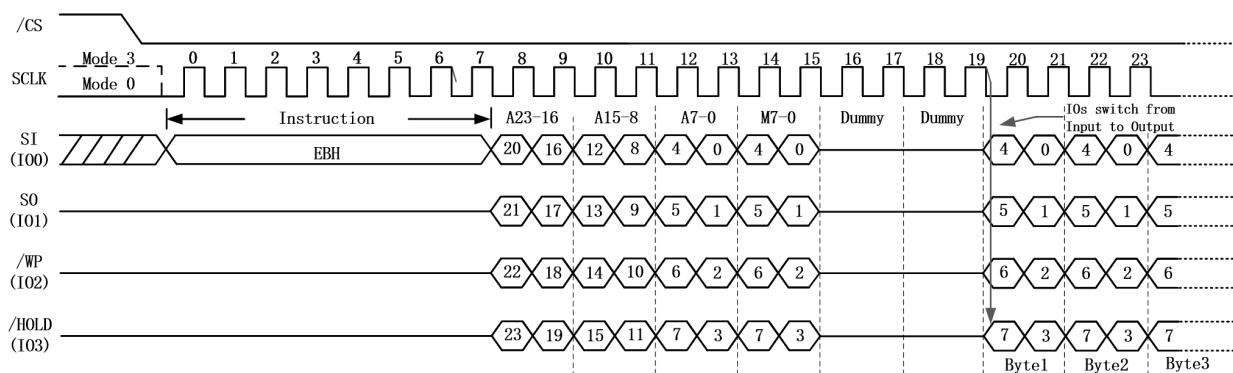 /CS
Mode 3 0 1 2 3 4 5 6 7 8 9 10 11 12 13 14 15 16 17 18 19 20 21 22 23
SCLK
Mode 0
Instruction A23-16 A15-8 A7-0 M7-0 Dummy Dummy
IOs switch from
Input to Output
SI
(IO0)
EBH 20 16 12 8 4 0 4 0 4 0 4 0 4
SO
(IO1)
21 17 13 9 5 1 5 1 5 1 5 1 5
/WP
(IO2)
22 18 14 10 6 2 6 2 6 2 6 2 6
/HOLD
(IO3)
23 19 15 11 7 3 7 3 7 3 7 3 7
Byte1 Byte2 Byte3